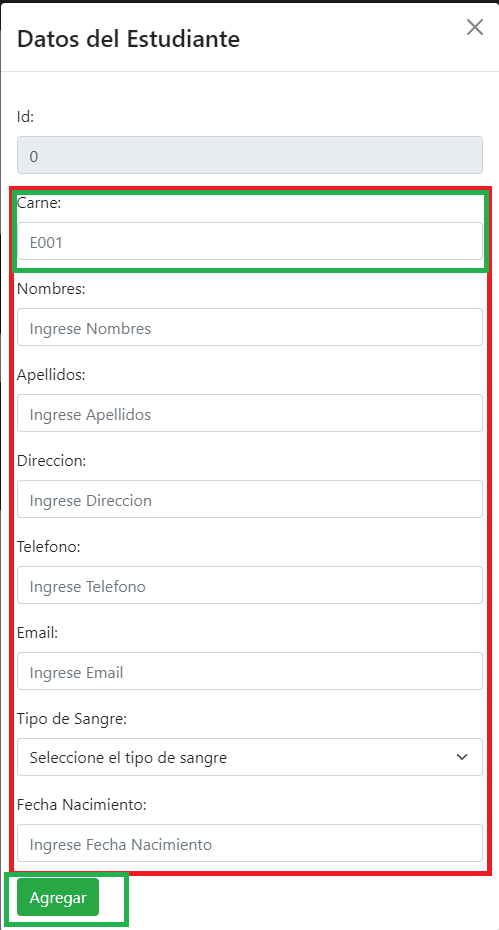 Datos del Estudiante
Id:
0
Carne:
E001
Nombres:
Ingrese Nombres
Apellidos:
Ingrese Apellidos
Direccion:
Ingrese Direccion
Telefono:
Ingrese Telefono
Email:
Ingrese Email
Tipo de Sangre:
Seleccione el tipo de sangre
Fecha Nacimiento:
Ingrese Fecha Nacimiento
Agregar